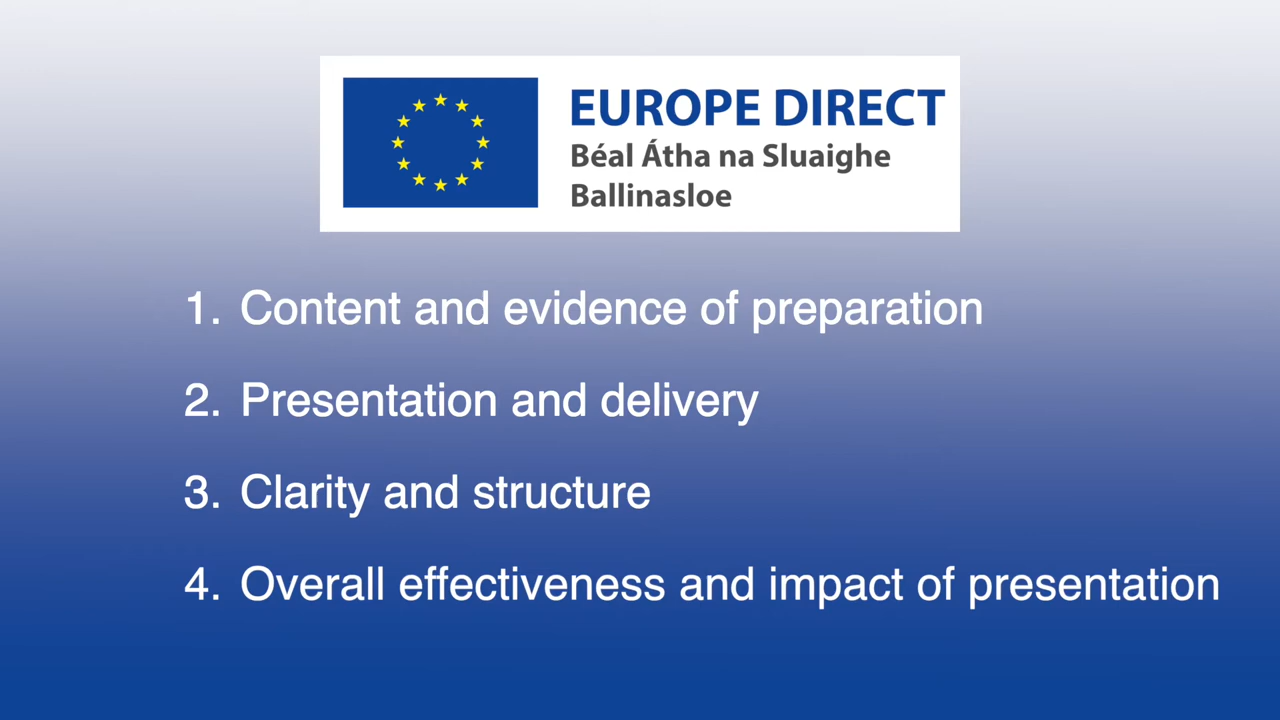 EUROPE DIRECT
Béal Átha na Sluaighe
Ballinasloe
1. Content and evidence of preparation
2. Presentation and delivery
3. Clarity and structure
4. Overall effectiveness and impact of presentation